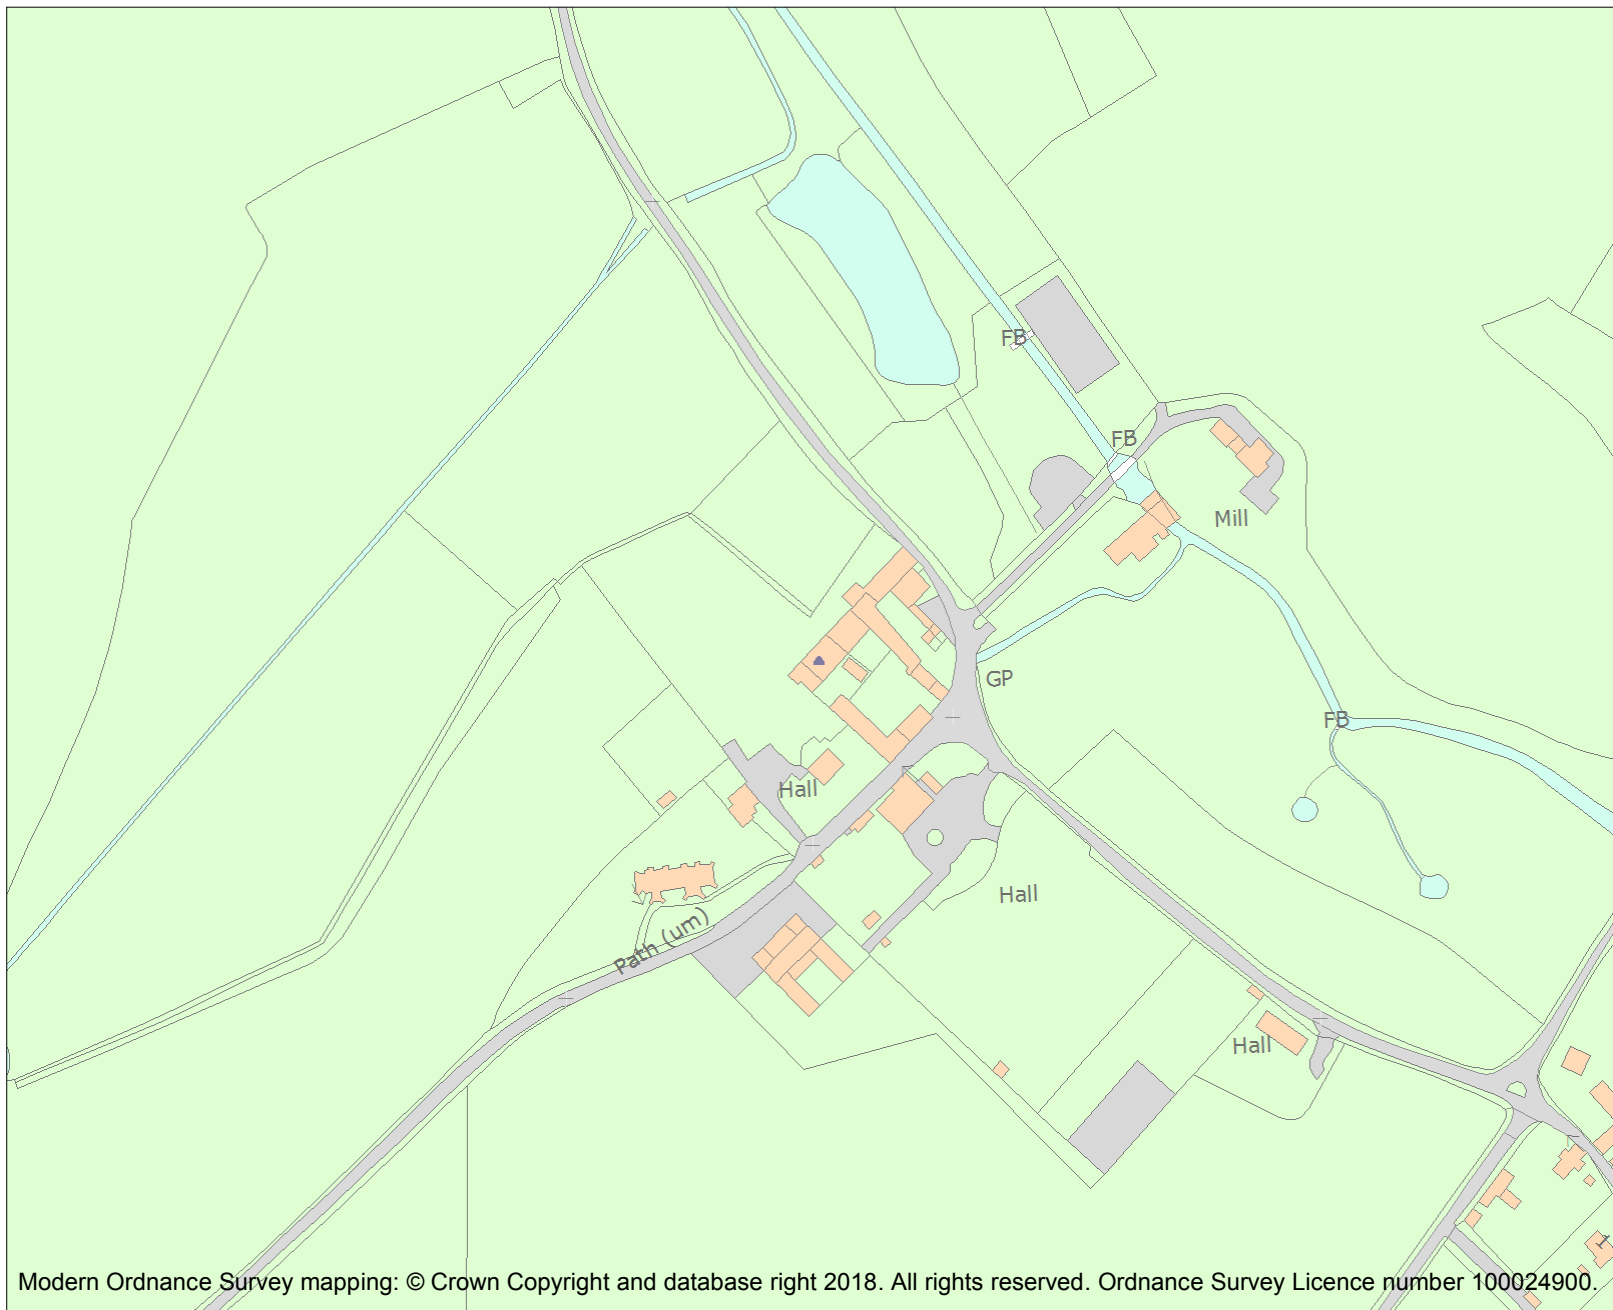 FB
FB
Mill
GP
FB
Hall
Hall
Path (um)
Hall
1
Modern Ordnance Survey mapping: © Crown Copyright and database right 2018. All rights reserved. Ordnance Survey Licence number 100024900.